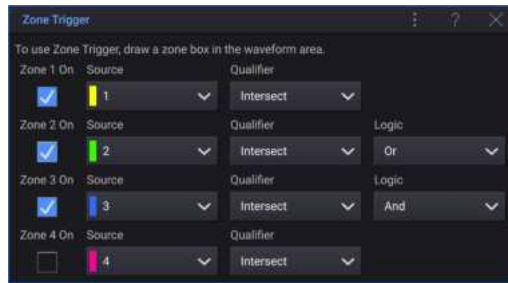 Zone Trigger ?
To use Zone Trigger, draw a zone box in the waveform area.
Zone 1 On Source Qualifier
1 Intersect
Zone 2 On Source Qualifier Logic
2 Intersect Or
Zone 3 On Source Qualifier Logic
3 Intersect And
Zone 4 On Source Qualifier
4 Intersect